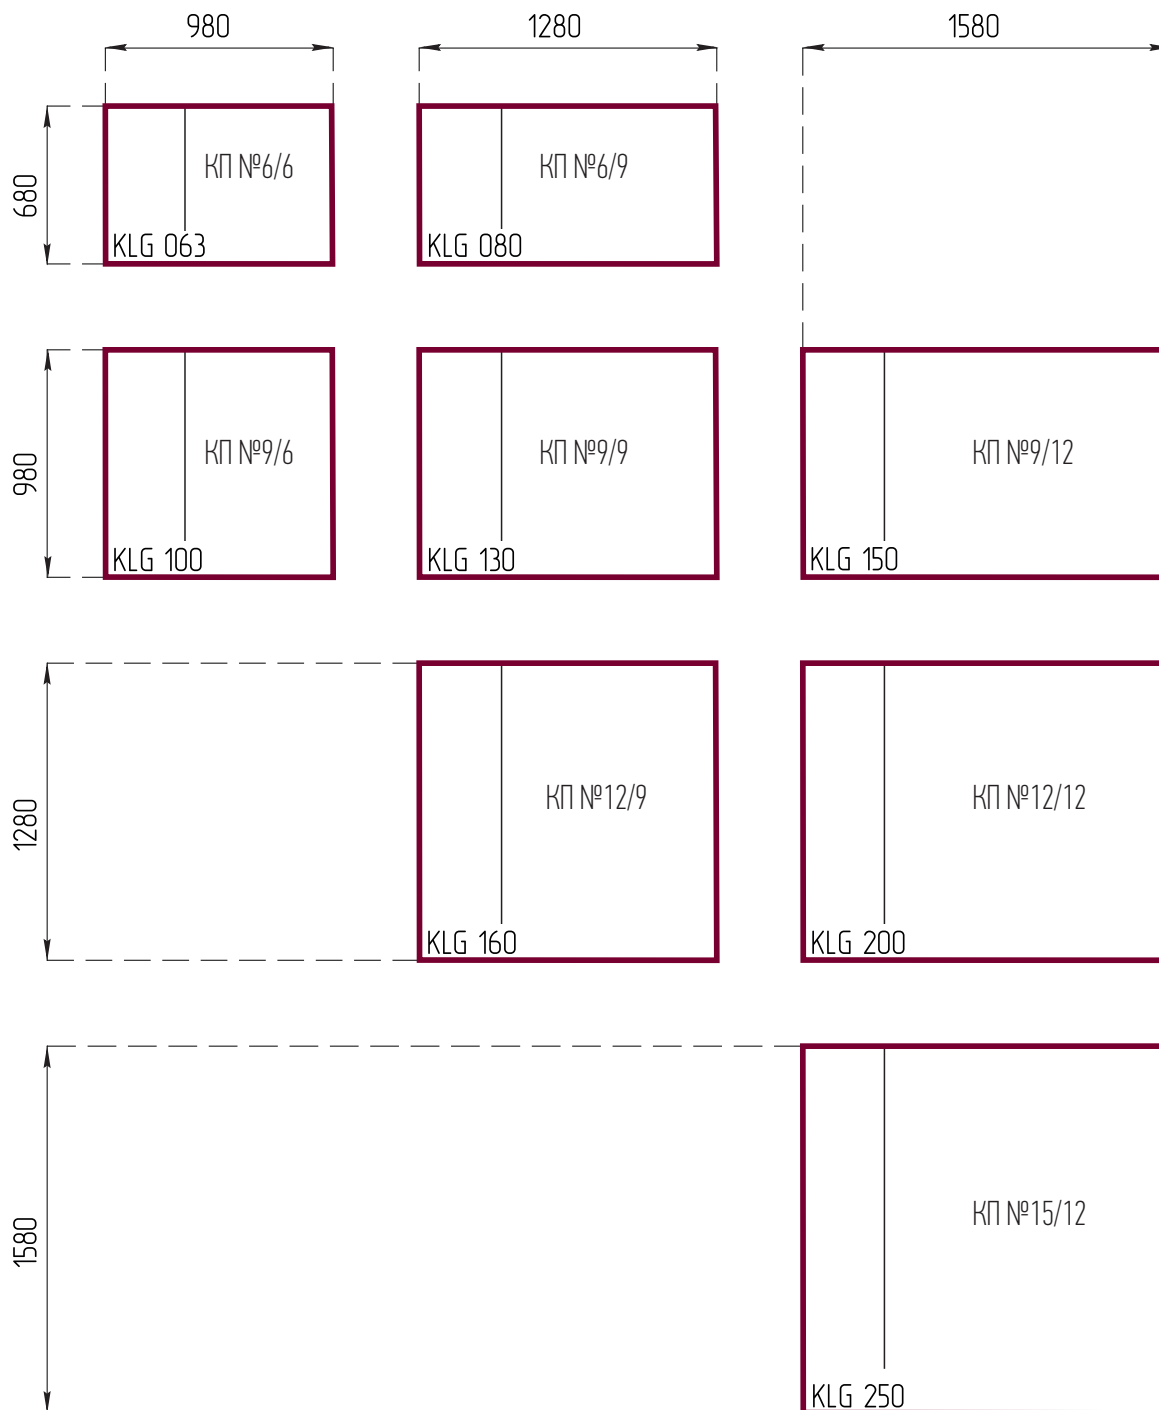 980
1280
1580
680
КП №6/6
КП №6/9
KLG 063
KLG 080
980
КП №9/6
КП №9/9
КП №9/12
KLG 100
KLG 130
KLG 150
1280
КП №12/9
КП №12/12
KLG 160
KLG 200
1580
КП №15/12
KLG 250